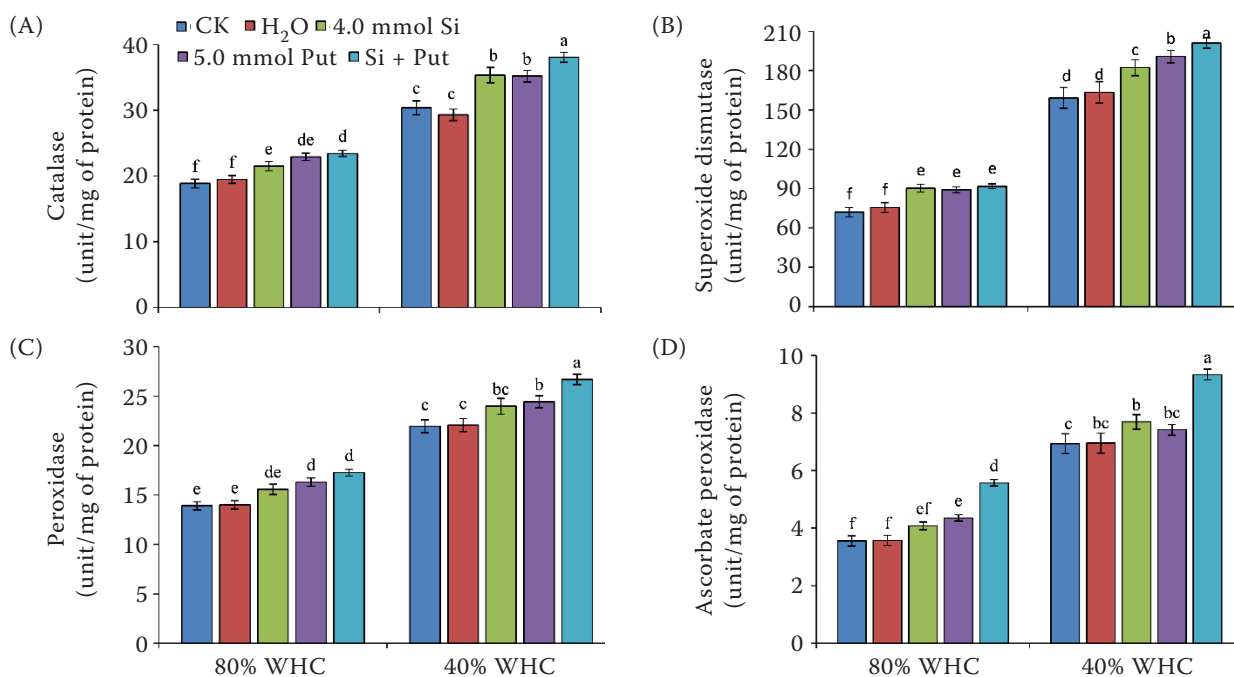 (A)
CK H₂O 4.0 mmol Si
5.0 mmol Put Si + Put
Catalase
(unit/mg of protein)
40
30
20
10
0
f f e de d
c c b b a
(B)
Superoxide dismutase
(unit/mg of protein)
210
180
150
120
90
60
30
0
f f e e e
d d c b a
(C)
Peroxidase
(unit/mg of protein)
30
25
20
15
10
5
0
e e de d d
c c bc b a
80% WHC 40% WHC
(D)
Ascorbate peroxidase
(unit/mg of protein)
10
8
6
4
2
0
f f ef e d
c bc b bc a
80% WHC 40% WHC